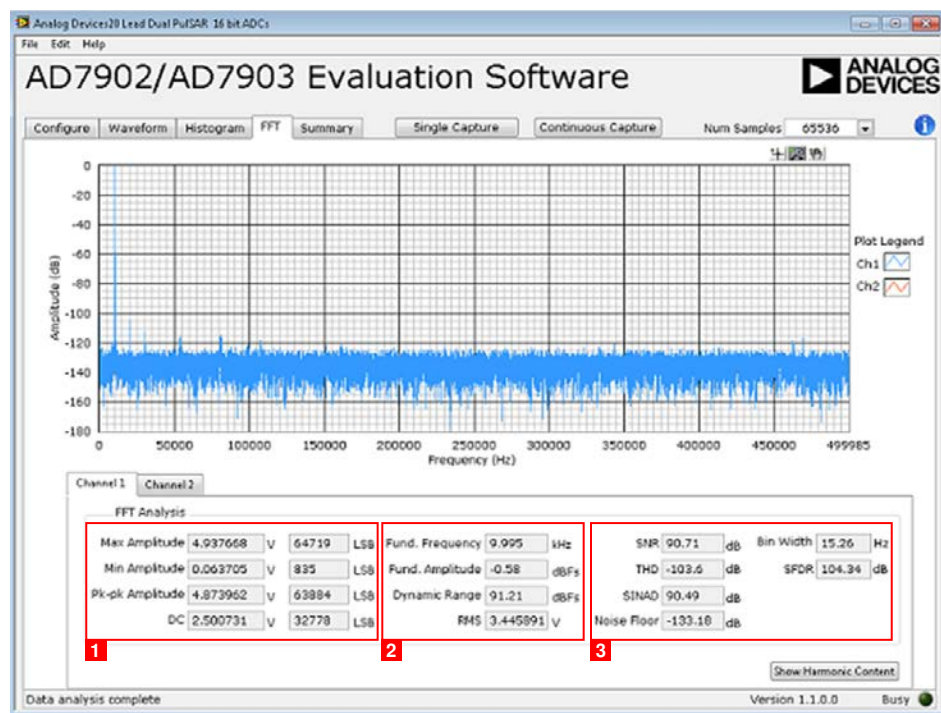 Analog Devices20 Lead Dual PulSAR 16 bit ADCs
File Edit Help
AD7902/AD7903 Evaluation Software
ANALOG
DEVICES
Configure Waveform Histogram FFT Summary Single Capture Continuous Capture Num Samples 65536
0
-20
-40
-60
-80
-100
-120
-140
-160
-180
Amplitude (dB)
Plot Legend
Ch1
Ch2
0 50000 100000 150000 200000 250000 300000 350000 400000 450000 499985
Frequency (Hz)
Channel 1 Channel 2
FFT Analysis
Max Amplitude 4.937668 V 64719 LSB Fund. Frequency 9.995 kHz SNR 90.71 dB Bin Width 15.26 Hz
Min Amplitude 0.063705 V 835 LSB Fund. Amplitude -0.58 dBFs THD -103.6 dB SFDR 104.34 dB
Pk-pk Amplitude 4.873962 V 63884 LSB Dynamic Range 91.21 dBFs SINAD 90.49 dB
DC 2.500731 V 32778 LSB RMS 3.445891 V Noise Floor -133.18 dB
1 2 3
Show Harmonic Content
Data analysis complete Version 1.1.0.0 Busy